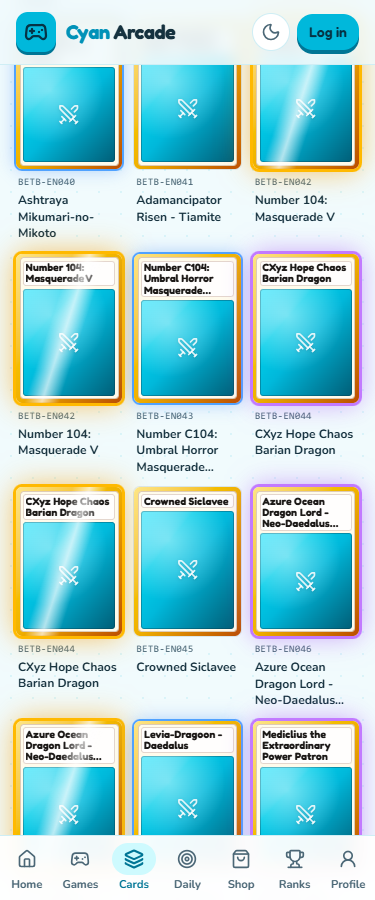 Cyan Arcade
Log in
BETB-EN040
BETB-EN041
BETB-EN042
Ashtraya
Mikumari-no-
Mikoto
Adamancipator
Risen - Tiamite
Number 104:
Masquerade V
Number 104:
Masquerade V
Number C104:
Umbral Horror
Masquerade...
CXyz Hope Chaos
Barian Dragon
BETB-EN042
BETB-EN043
BETB-EN044
Number 104:
Masquerade V
Number C104:
Umbral Horror
Masquerade...
CXyz Hope Chaos
Barian Dragon
CXyz Hope Chaos
Barian Dragon
Crowned Siclavee
Azure Ocean
Dragon Lord -
Neo-Daedalus...
BETB-EN044
BETB-EN045
BETB-EN046
CXyz Hope Chaos
Barian Dragon
Crowned Siclavee
Azure Ocean
Dragon Lord -
Neo-Daedalus...
Azure Ocean
Dragon Lord -
Neo-Daedalus...
Levia-Dragoon -
Daedalus
Mediclius the
Extraordinary
Power Patron
Home
Games
Cards
Daily
Shop
Ranks
Profile